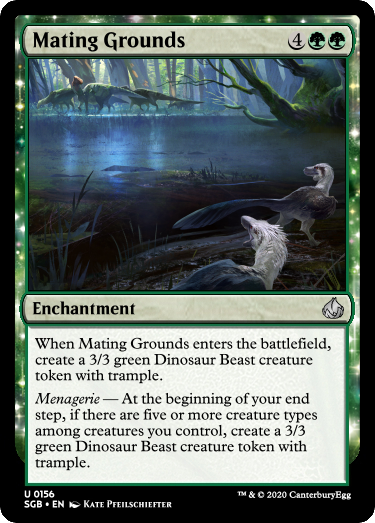 Mating Grounds 4
Enchantment
When Mating Grounds enters the battlefield,
create a 3/3 green Dinosaur Beast creature
token with trample.
Menagerie — At the beginning of your end
step, if there are five or more creature types
among creatures you control, create a 3/3
green Dinosaur Beast creature token with
trample.
U 0156
SGB • EN Kate Pfeilschiefter
™ & © 2020 CanterburyEgg